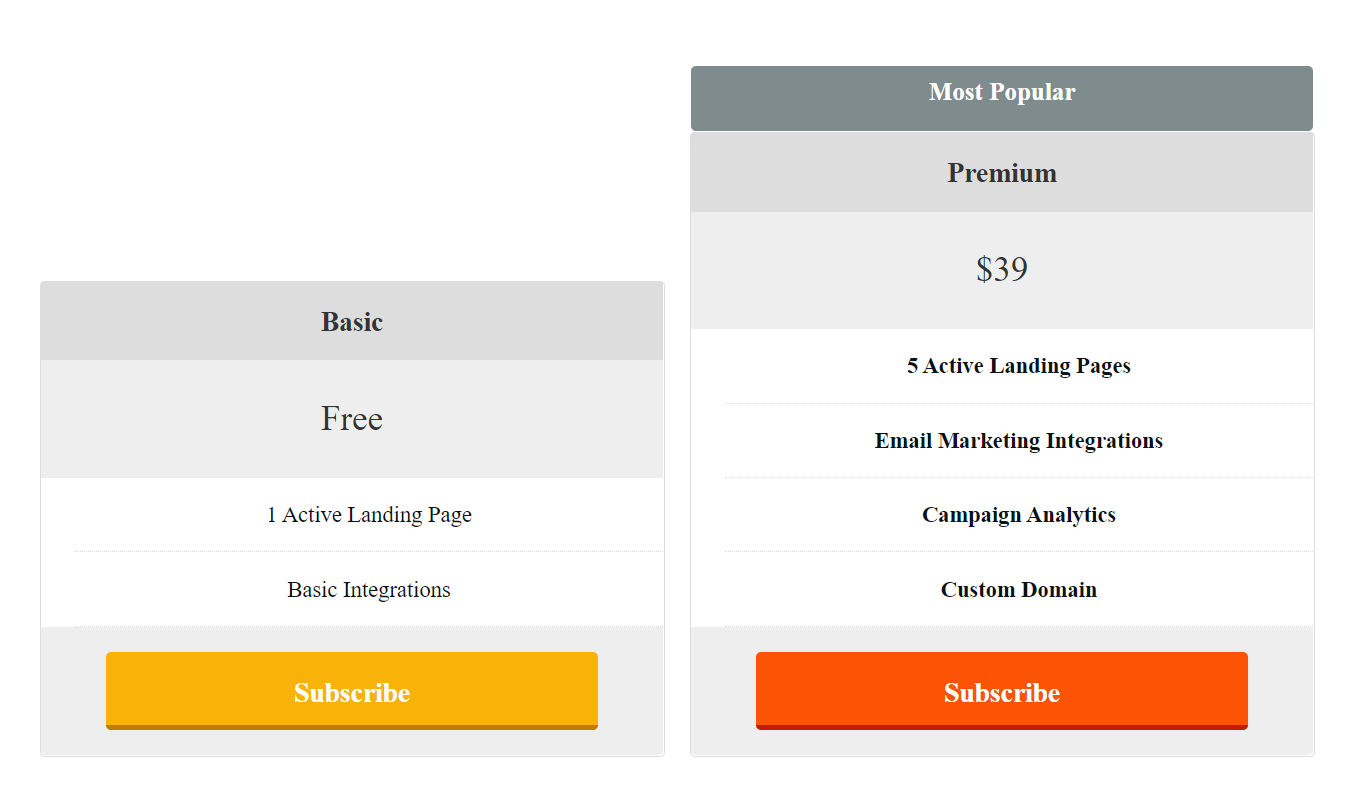 Basic
Free
1 Active Landing Page
Basic Integrations
Subscribe
Most Popular
Premium
$39
5 Active Landing Pages
Email Marketing Integrations
Campaign Analytics
Custom Domain
Subscribe